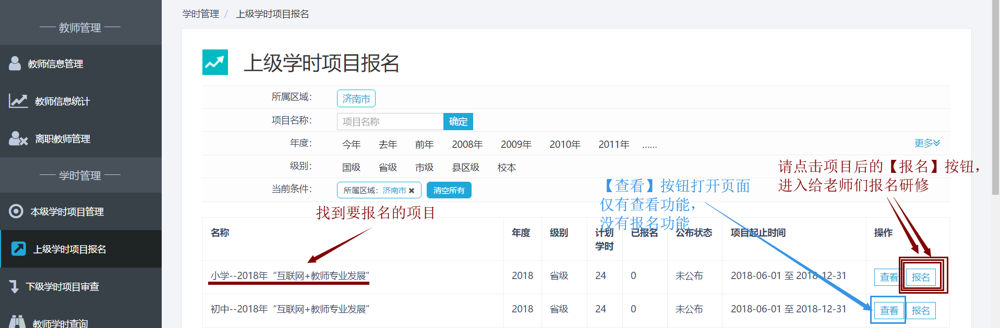 教师管理
教师信息管理
教师信息统计
离职教师管理
学时管理
本级学时项目管理
上级学时项目报名
下级学时项目审查
教师学时查询
学时管理 / 上级学时项目报名
上级学时项目报名
所属区域： 济南市
项目名称： 项目名称 确定
年度： 今年 去年 前年 2008年 2009年 2010年 2011年 …… 更多
级别： 国级 省级 市级 县区级 校本
当前条件： 所属区域：济南市 ✖ 清空所有
请点击项目后的【报名】按钮，
进入给老师们报名研修
【查看】按钮打开页面
仅有查看功能，
没有报名功能
找到要报名的项目
名称 年度 级别 计划学时 已报名 公布状态 项目起止时间 操作
小学--2018年“互联网+教师专业发展” 2018 省级 24 0 未公布 2018-06-01 至 2018-12-31 查看 报名
初中--2018年“互联网+教师专业发展” 2018 省级 24 0 未公布 2018-06-01 至 2018-12-31 查看 报名